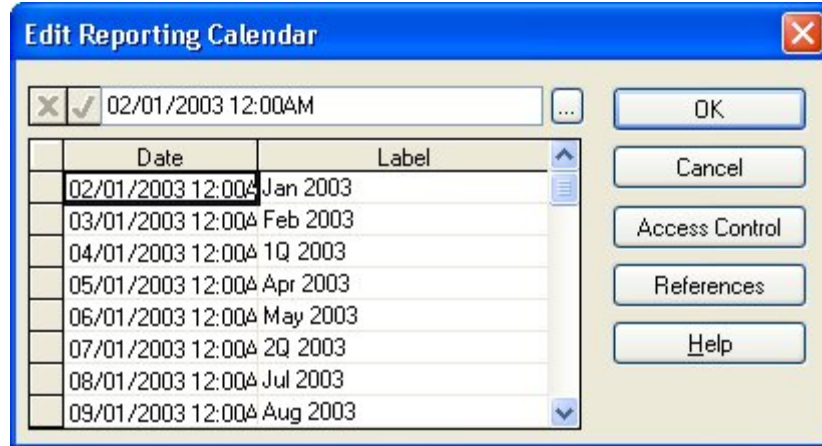 Edit Reporting Calendar
02/01/2003 12:00AM
...
OK
Date Label
Cancel
02/01/2003 12:00A Jan 2003
03/01/2003 12:00A Feb 2003
Access Control
04/01/2003 12:00A 1Q 2003
05/01/2003 12:00A Apr 2003
References
06/01/2003 12:00A May 2003
07/01/2003 12:00A 2Q 2003
Help
08/01/2003 12:00A Jul 2003
09/01/2003 12:00A Aug 2003